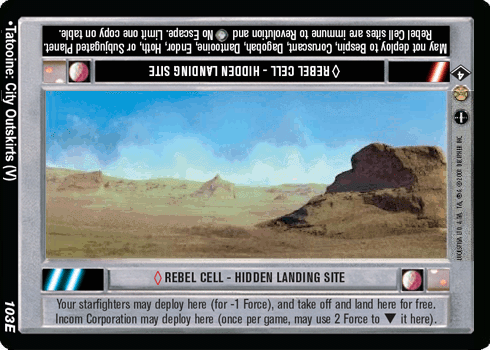 •Tatooine: City Outskirts (V)
103E
◊REBEL CELL - HIDDEN LANDING SITE
May not deploy to Bespin, Coruscant, Dagobah, Dantooine, Endor, Hoth, or Subjugated Planet.
Rebel Cell sites are immune to Revolution and No Escape. Limit one copy on table.
4
◊REBEL CELL - HIDDEN LANDING SITE
Your starfighters may deploy here (for -1 Force), and take off and land here for free.
Incom Corporation may deploy here (once per game, may use 2 Force to ▼ it here).